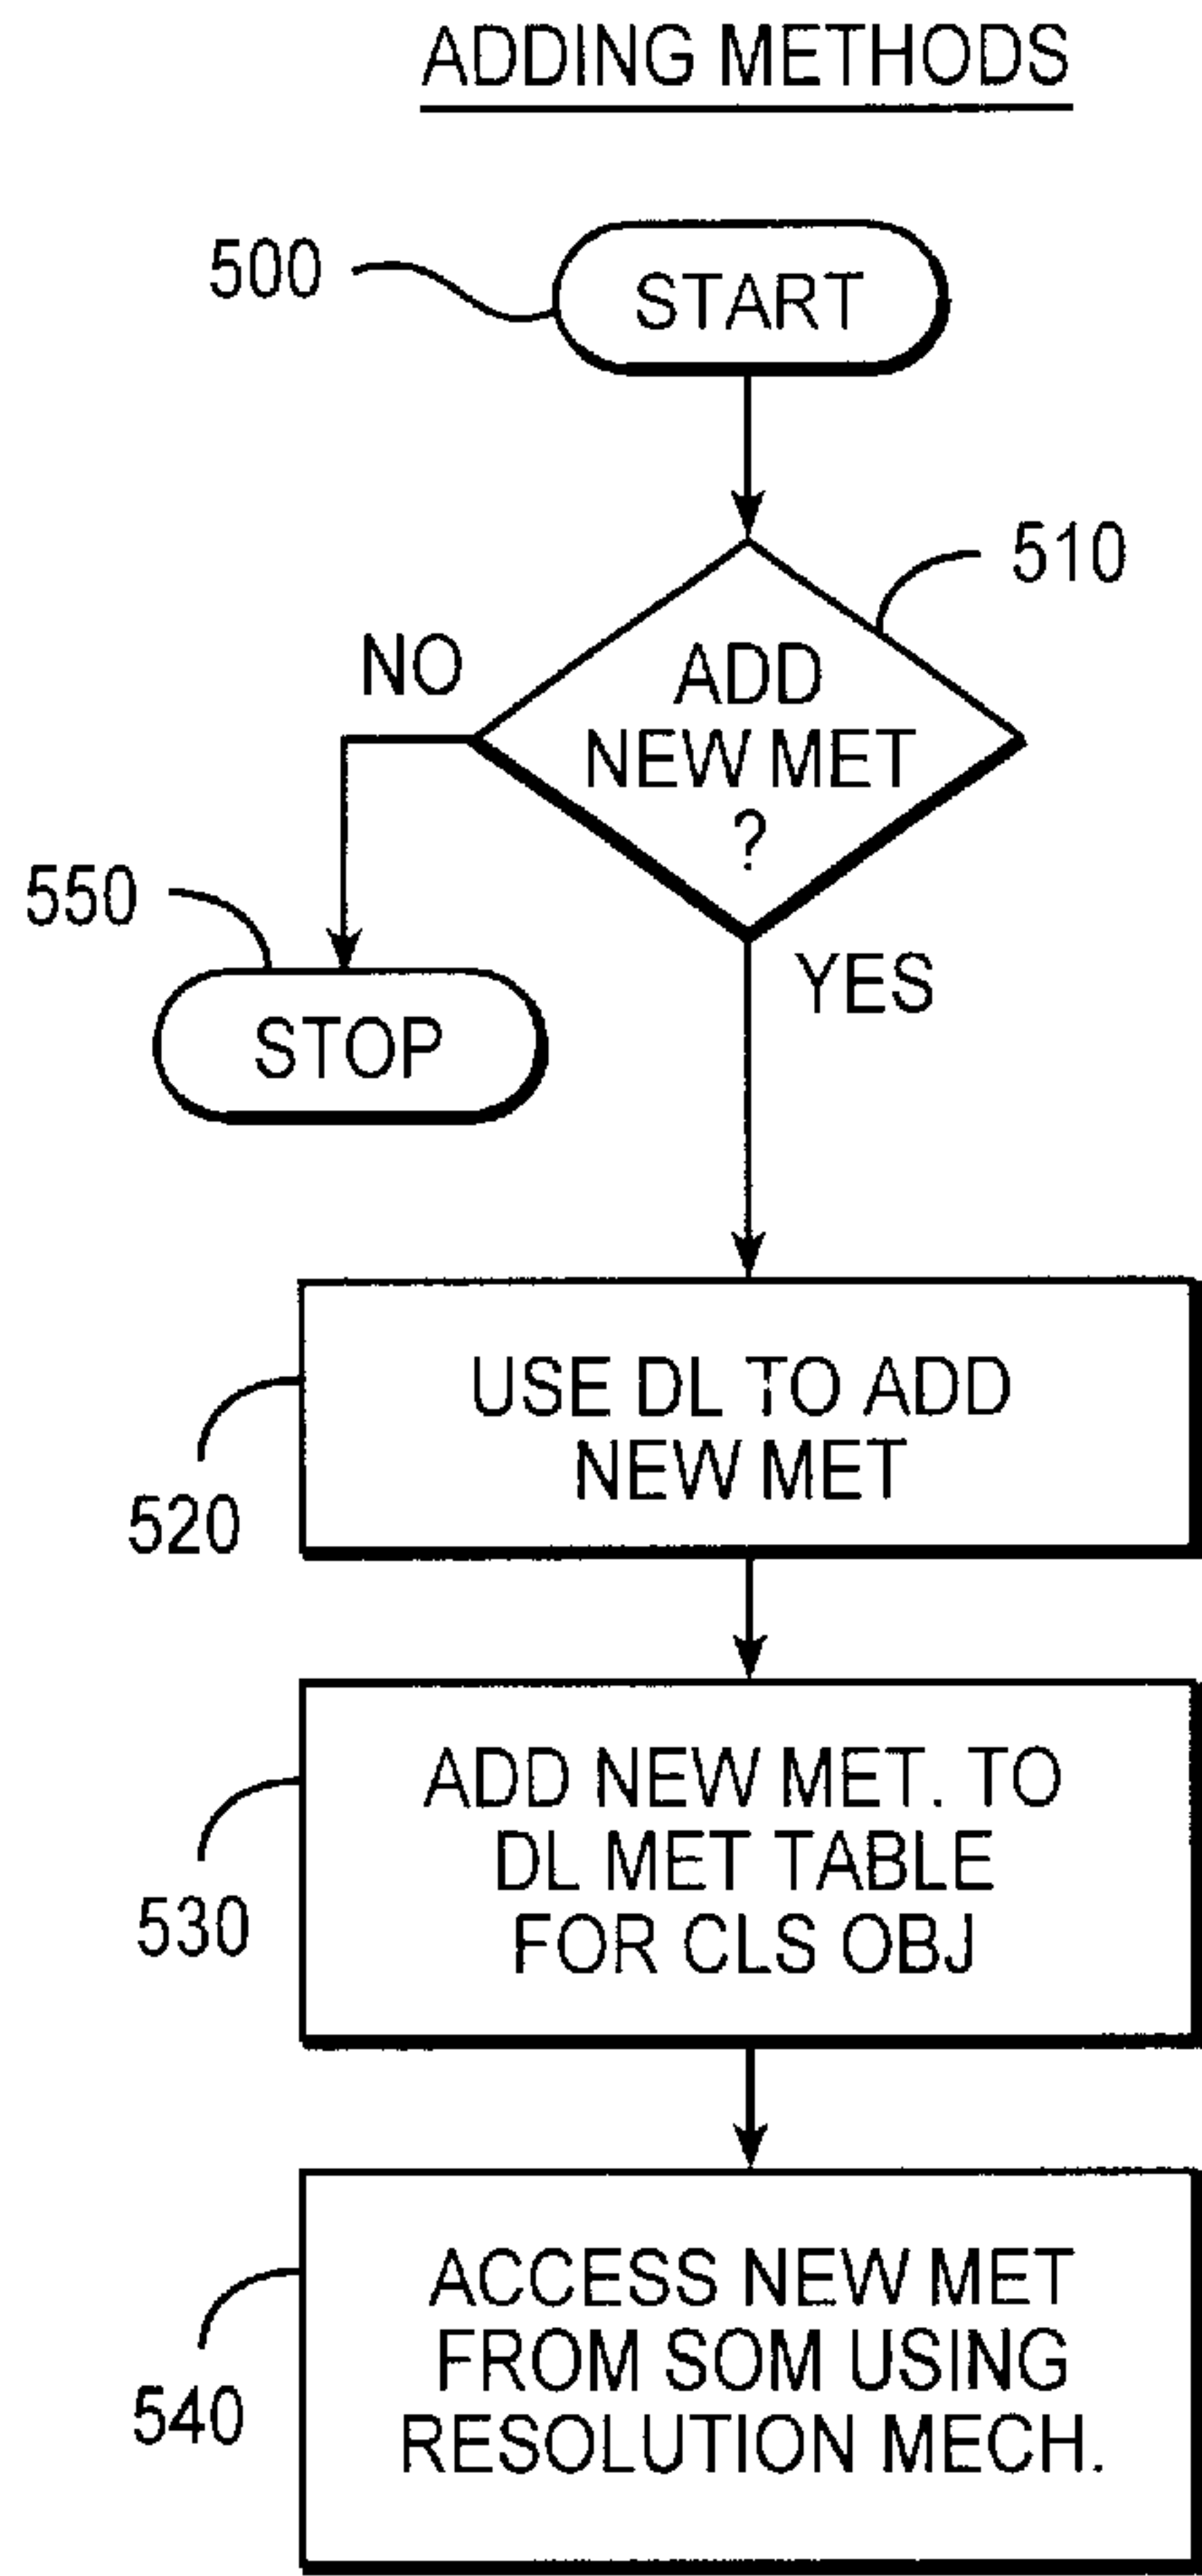 ADDING METHODS
500
START
510
ADD
NEW MET
?
NO
YES
550
STOP
USE DL TO ADD
NEW MET
520
ADD NEW MET. TO
DL MET TABLE
FOR CLS OBJ
530
ACCESS NEW MET
FROM SOM USING
RESOLUTION MECH.
540